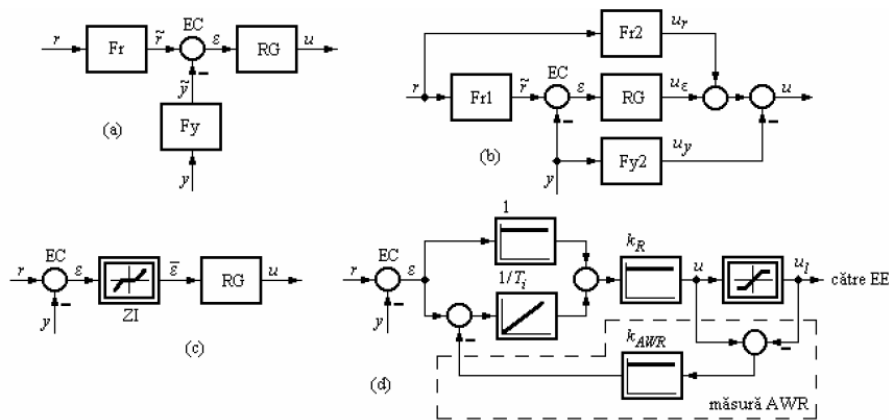 r Fr r̃ EC ε RG u
ỹ
Fy
y
(a)
Fr2 u_r
r Fr1 r̃ EC ε RG u_ε u
y Fy2 u_y
(b)
r EC ε ε̄ RG u
y ZI
(c)
1
r EC ε 1/T_i k_R u u_l către EE
y
k_AWR
măsură AWR
(d)